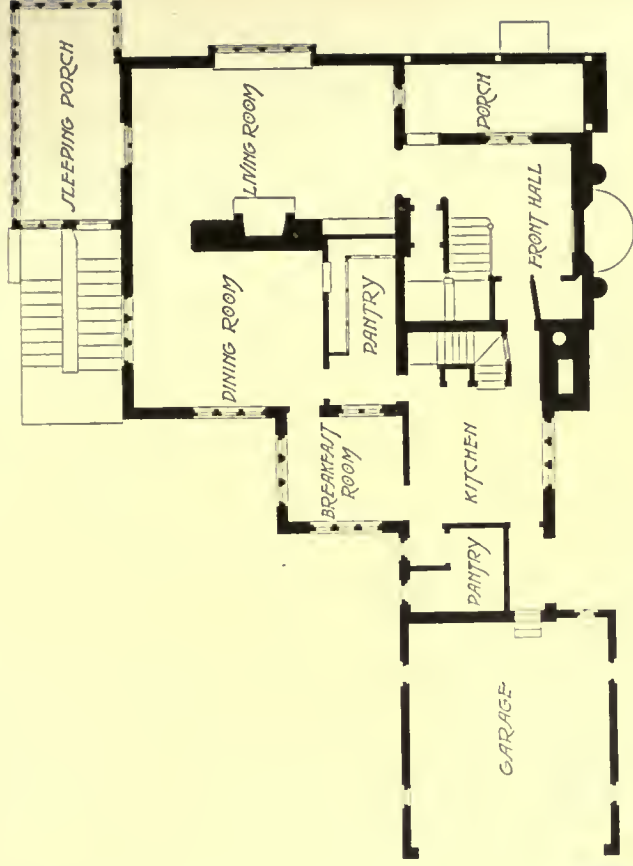 SLEEPING PORCH
LIVING ROOM
PORCH
DINING ROOM
PANTRY
FRONT HALL
BREAKFAST
ROOM
KITCHEN
PANTRY
GARAGE